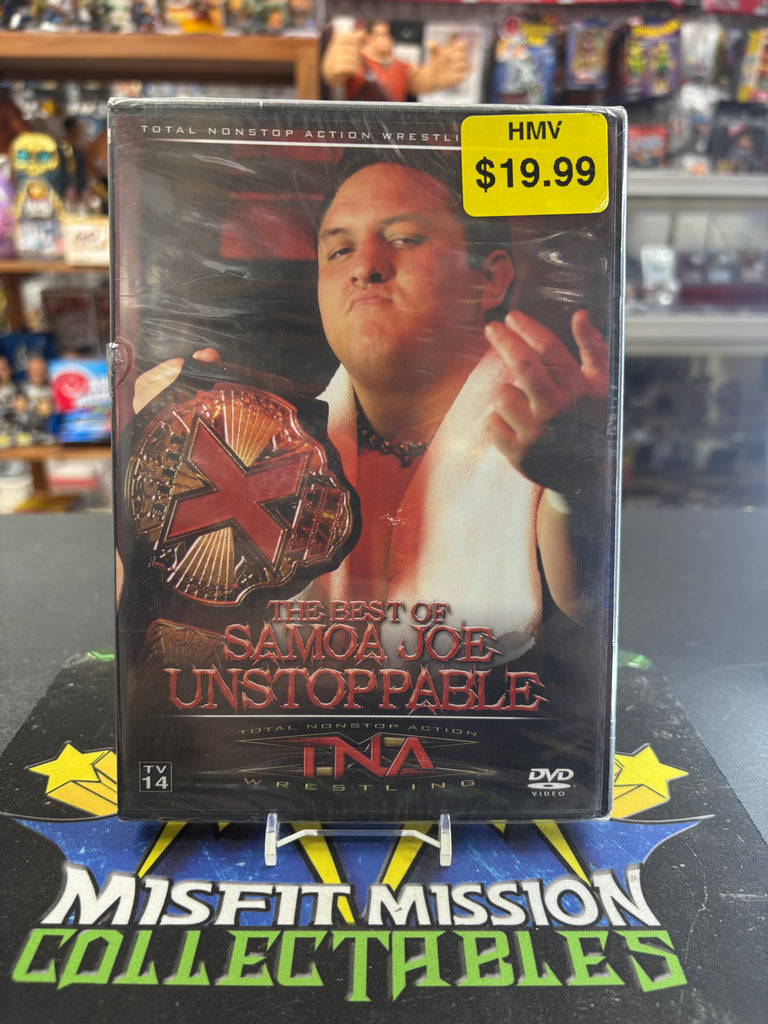 TOTAL NONSTOP ACTION WRESTLI
HMV
$19.99
X
THE BEST OF
SAMOA JOE
UNSTOPPABLE
TOTAL NONSTOP ACTION
TNA
WRESTLING
TV
14
DVD
VIDEO
MISFIT MISSION
COLLECTABLES